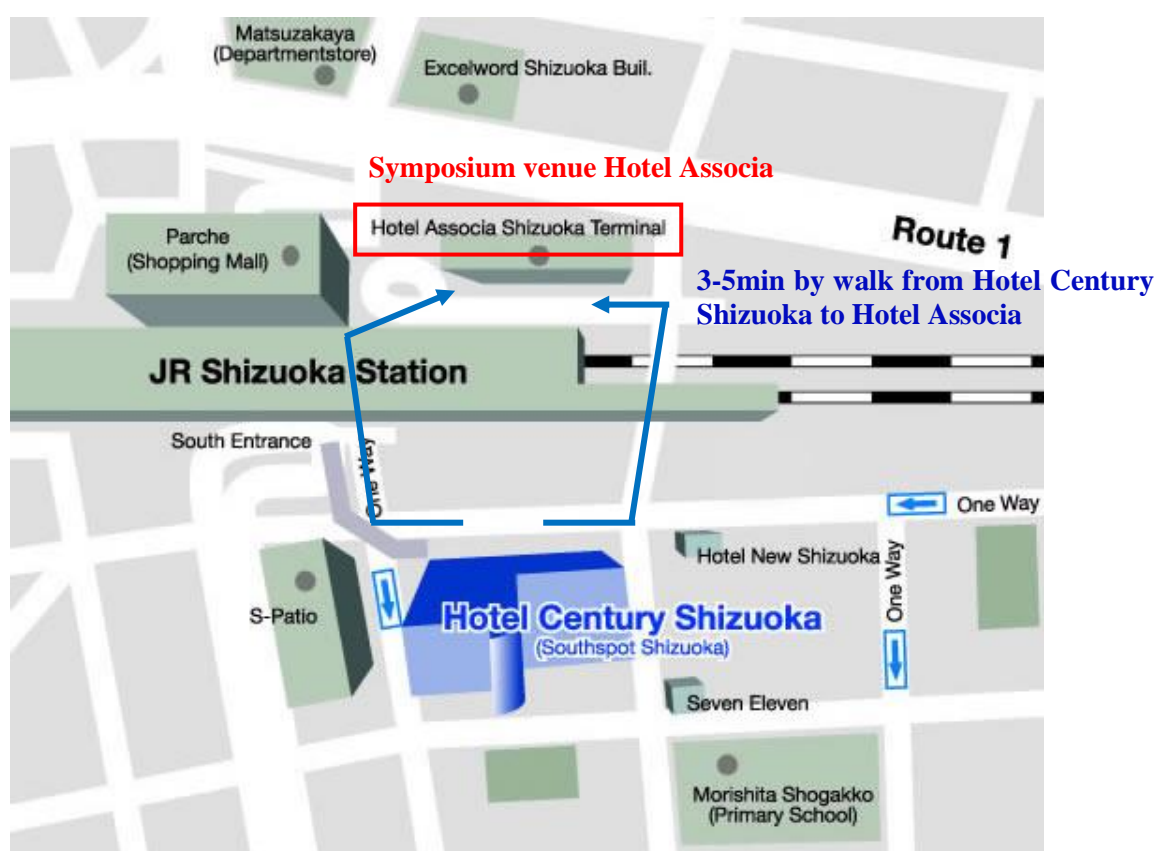 Matsuzakaya
(Departmentstore)
Excelword Shizuoka Buil.
Symposium venue Hotel Associa
Hotel Associa Shizuoka Terminal
Parche
(Shopping Mall)
Route 1
3-5min by walk from Hotel Century
Shizuoka to Hotel Associa
JR Shizuoka Station
South Entrance
One Way
One Way
Hotel New Shizuoka
One Way
S-Patio
Hotel Century Shizuoka
(Southspot Shizuoka)
Seven Eleven
Morishita Shogakko
(Primary School)